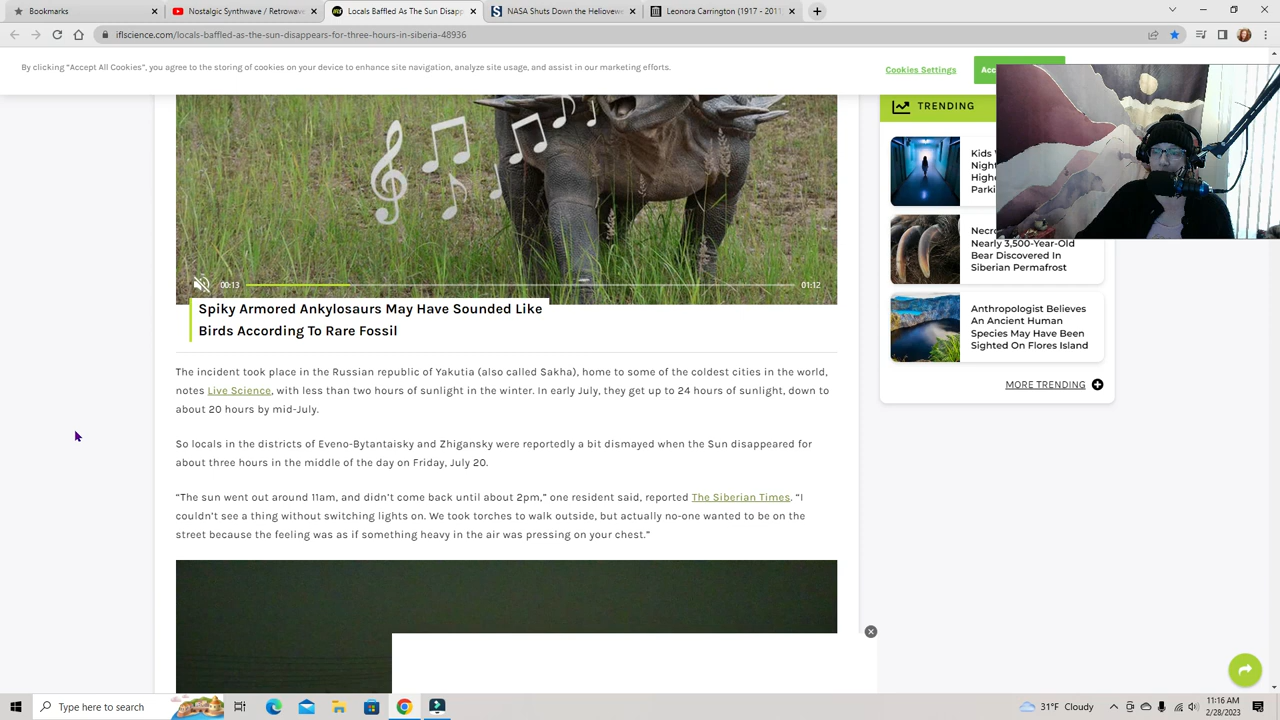 Bookmarks
Nostalgic Memory / Retrowave
Locals Baffled As The Sun Disapp
NASA Shuts Down the Heliowe
Leonora Carrington (1917 - 2011
iflscience.com/locals-baffled-as-the-sun-disappears-for-three-hours-in-siberia-48936
By clicking “Accept All Cookies”, you agree to the storing of cookies on your device to enhance site navigation, analyze site usage, and assist in our marketing efforts.
Cookies Settings
Acc
TRENDING
Kids
Night
Highe
Parki
Necro
Nearly 3,500-Year-Old
Bear Discovered In
Siberian Permafrost
Anthropologist Believes
An Ancient Human
Species May Have Been
Sighted On Flores Island
MORE TRENDING
00:13
01:12
Spiky Armored Ankylosaurs May Have Sounded Like
Birds According To Rare Fossil
The incident took place in the Russian republic of Yakutia (also called Sakha), home to some of the coldest cities in the world,
notes Live Science, with less than two hours of sunlight in the winter. In early July, they get up to 24 hours of sunlight, down to
about 20 hours by mid-July.
So locals in the districts of Eveno-Bytantaisky and Zhigansky were reportedly a bit dismayed when the Sun disappeared for
about three hours in the middle of the day on Friday, July 20.
“The sun went out around 11am, and didn’t come back until about 2pm,” one resident said, reported The Siberian Times. “I
couldn’t see a thing without switching lights on. We took torches to walk outside, but actually no-one wanted to be on the
street because the feeling was as if something heavy in the air was pressing on your chest.”
Type here to search
31°F Cloudy
11:16 AM
2/28/2023